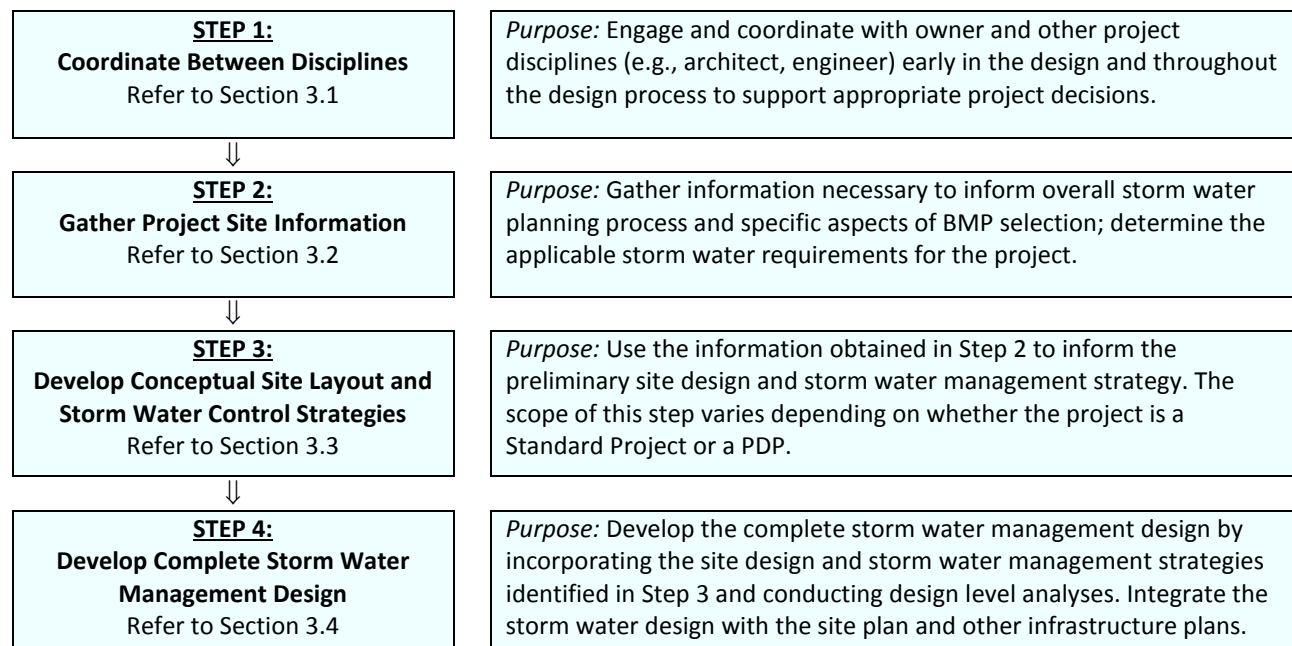 STEP 1:
Coordinate Between Disciplines
Refer to Section 3.1
Purpose: Engage and coordinate with owner and other project
disciplines (e.g., architect, engineer) early in the design and throughout
the design process to support appropriate project decisions.
⇓
STEP 2:
Gather Project Site Information
Refer to Section 3.2
Purpose: Gather information necessary to inform overall storm water
planning process and specific aspects of BMP selection; determine the
applicable storm water requirements for the project.
⇓
STEP 3:
Develop Conceptual Site Layout and
Storm Water Control Strategies
Refer to Section 3.3
Purpose: Use the information obtained in Step 2 to inform the
preliminary site design and storm water management strategy. The
scope of this step varies depending on whether the project is a
Standard Project or a PDP.
⇓
STEP 4:
Develop Complete Storm Water
Management Design
Refer to Section 3.4
Purpose: Develop the complete storm water management design by
incorporating the site design and storm water management strategies
identified in Step 3 and conducting design level analyses. Integrate the
storm water design with the site plan and other infrastructure plans.